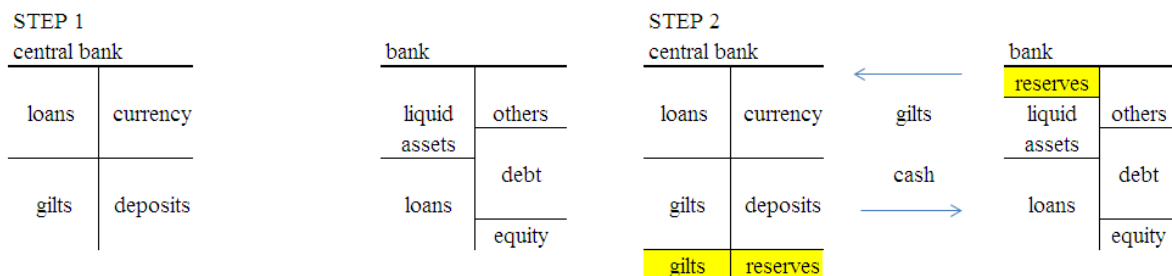 STEP 1
STEP 2
central bank
bank
central bank
bank
reserves
loans
currency
liquid
others
loans
currency
gilts
liquid
others
assets
assets
debt
cash
debt
gilts
deposits
loans
gilts
deposits
loans
equity
equity
gilts
reserves